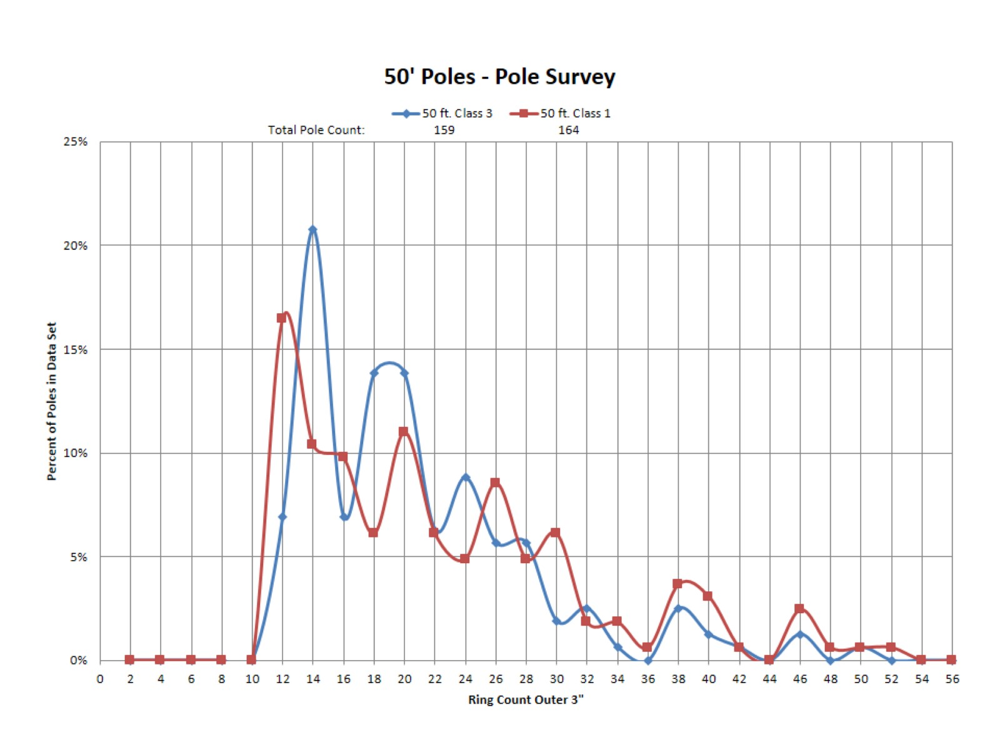 50' Poles - Pole Survey
50 ft. Class 3 50 ft. Class 1
Total Pole Count: 159 164
25%
20%
15%
10%
5%
0%
Percent of Poles in Data Set
0 2 4 6 8 10 12 14 16 18 20 22 24 26 28 30 32 34 36 38 40 42 44 46 48 50 52 54 56
Ring Count Outer 3"